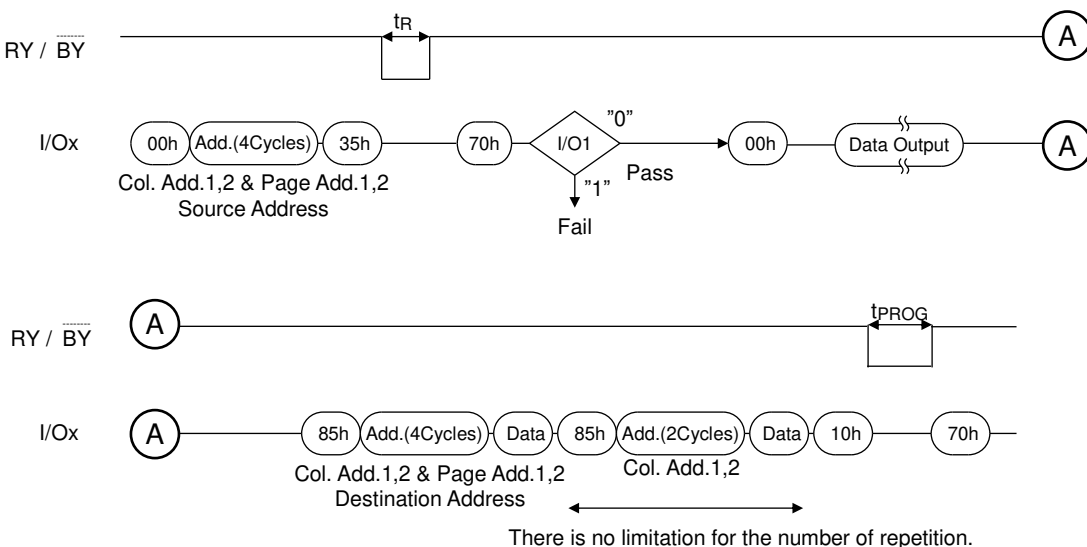 tR
RY / BY
A
I/Ox
00h Add.(4Cycles) 35h 70h I/O1 "0" 00h Data Output A
Pass
"1"
Col. Add.1,2 & Page Add.1,2
Source Address
Fail
A
tPROG
RY / BY
I/Ox
A
85h Add.(4Cycles) Data 85h Add.(2Cycles) Data 10h 70h
Col. Add.1,2 & Page Add.1,2
Col. Add.1,2
Destination Address
There is no limitation for the number of repetition.